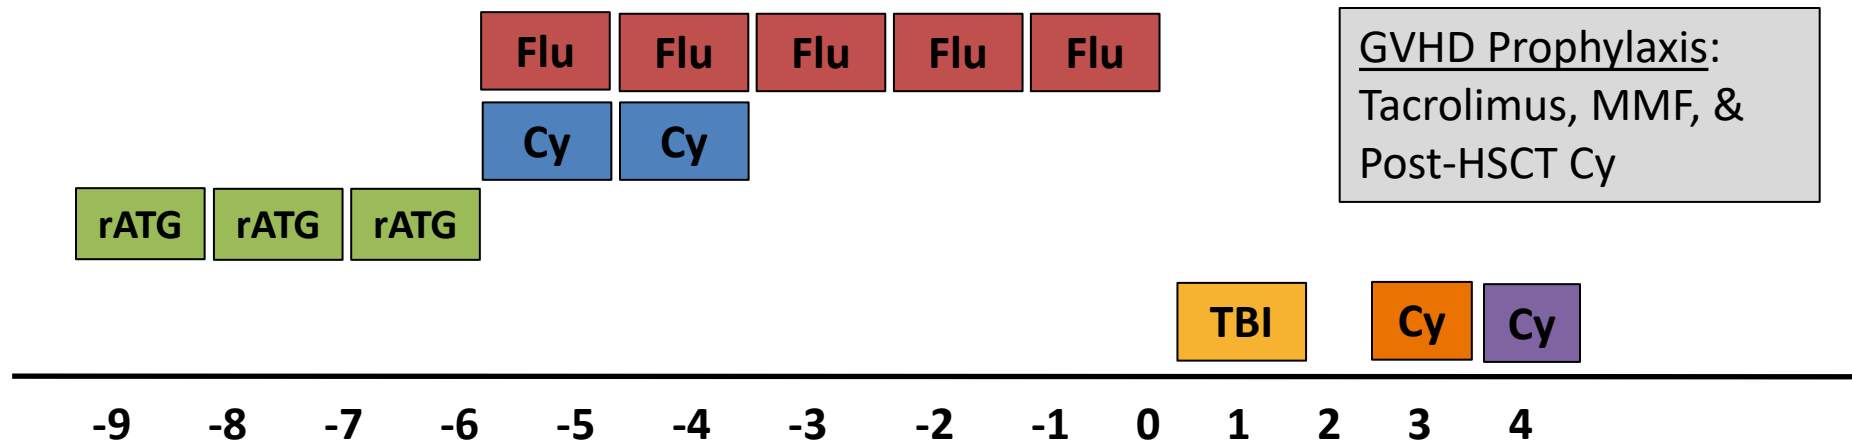 Flu Flu Flu Flu Flu
GVHD Prophylaxis:
Tacrolimus, MMF, &
Post-HSCT Cy
Cy Cy
rATG rATG rATG
TBI Cy Cy
-9 -8 -7 -6 -5 -4 -3 -2 -1 0 1 2 3 4